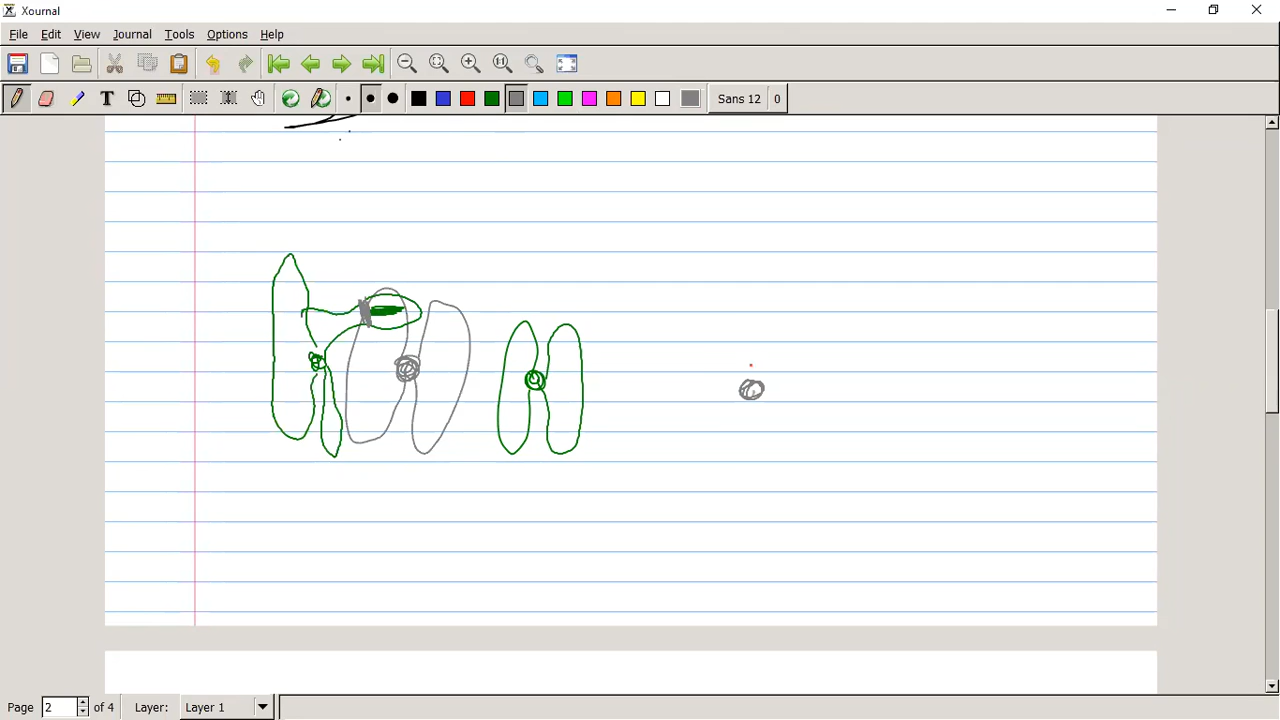 Xournal
File Edit View Journal Tools Options Help
T Sans 12 0
Page 2 of 4 Layer: Layer 1